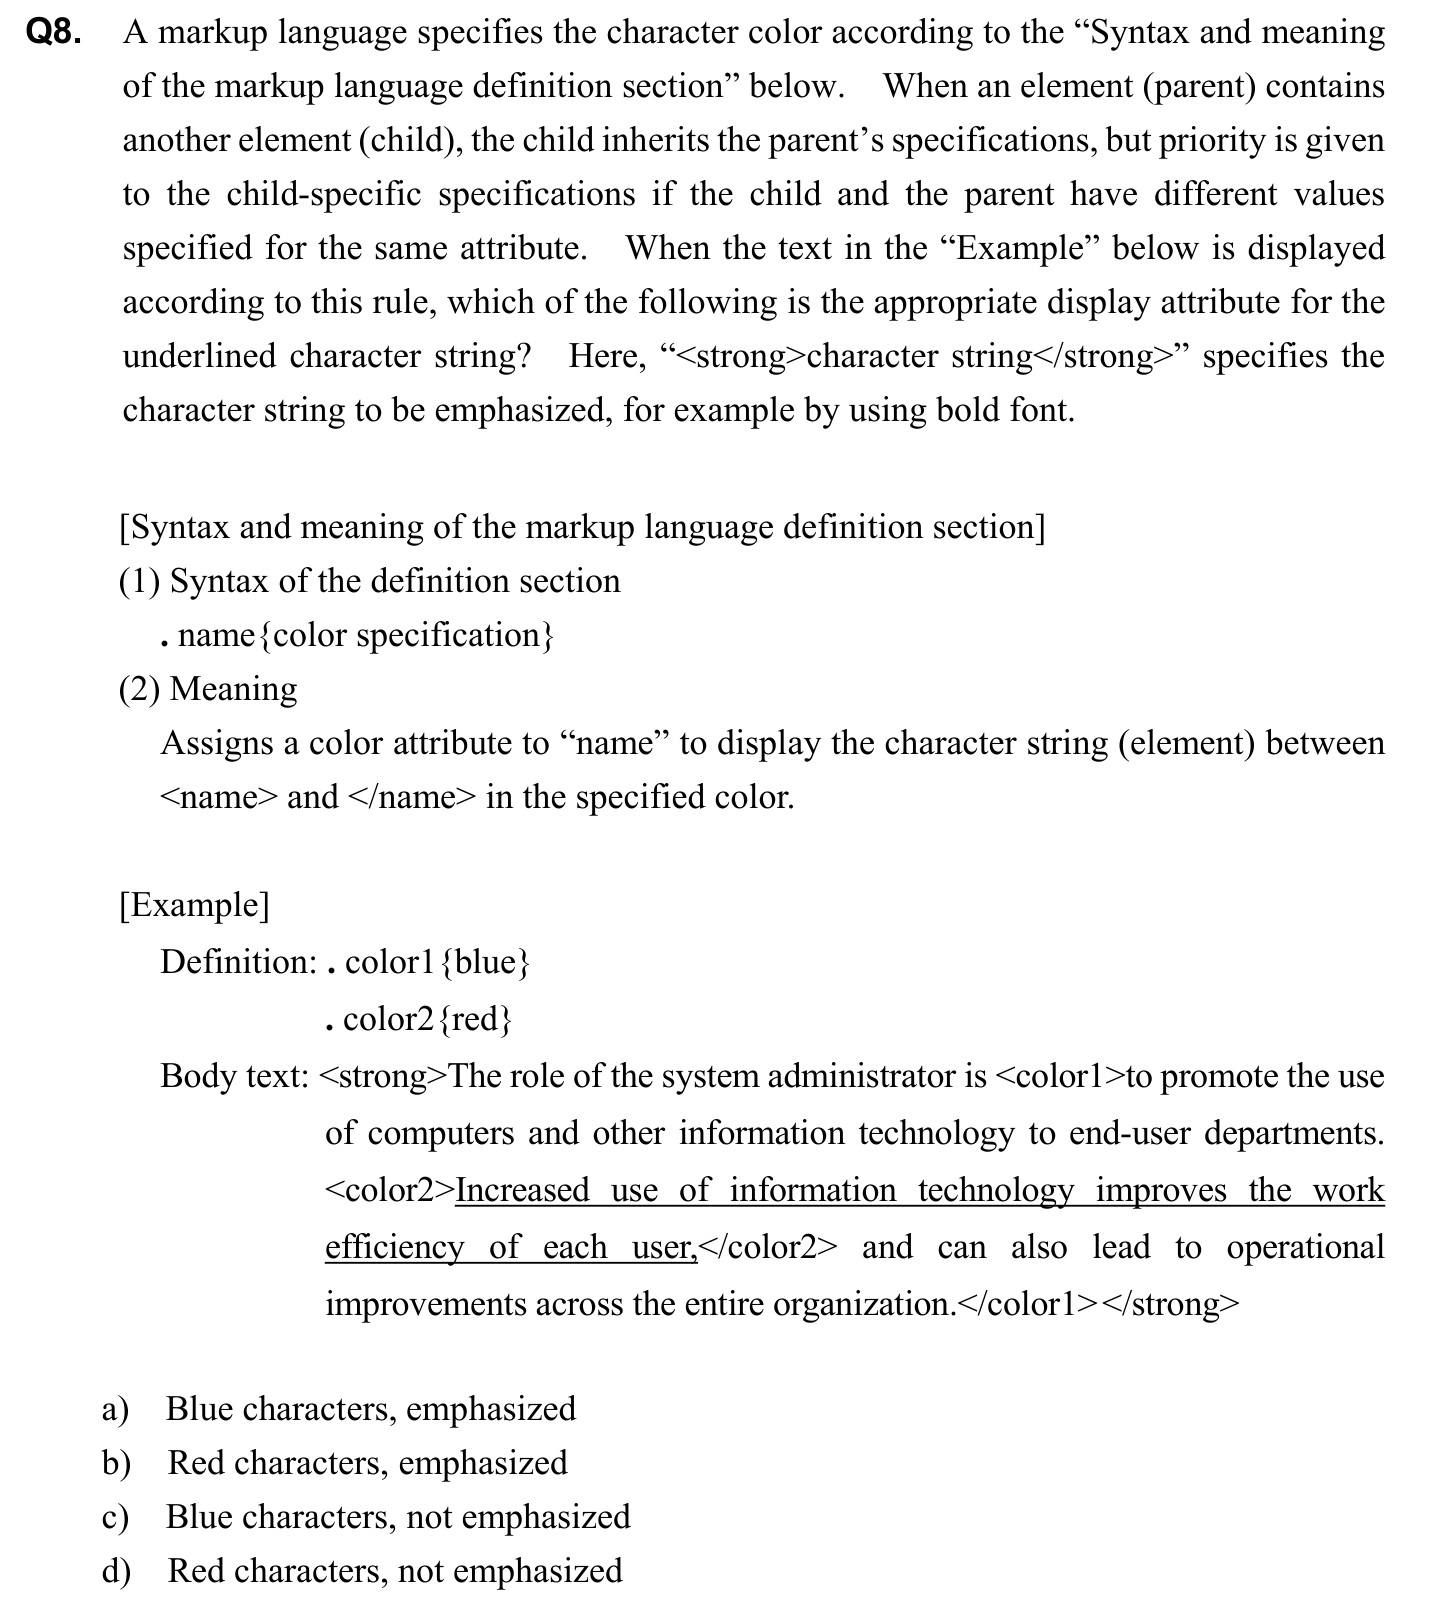 Q8. A markup language specifies the character color according to the “Syntax and meaning
of the markup language definition section” below. When an element (parent) contains
another element (child), the child inherits the parent’s specifications, but priority is given
to the child-specific specifications if the child and the parent have different values
specified for the same attribute. When the text in the “Example” below is displayed
according to this rule, which of the following is the appropriate display attribute for the
underlined character string? Here, “<strong>character string</strong>” specifies the
character string to be emphasized, for example by using bold font.
[Syntax and meaning of the markup language definition section]
(1) Syntax of the definition section
. name{color specification}
(2) Meaning
Assigns a color attribute to “name” to display the character string (element) between
<name> and </name> in the specified color.
[Example]
Definition: . color1{blue}
. color2{red}
Body text: <strong>The role of the system administrator is <color1>to promote the use
of computers and other information technology to end-user departments.
<color2>Increased use of information technology improves the work
efficiency of each user,</color2> and can also lead to operational
improvements across the entire organization.</color1></strong>
a) Blue characters, emphasized
b) Red characters, emphasized
c) Blue characters, not emphasized
d) Red characters, not emphasized